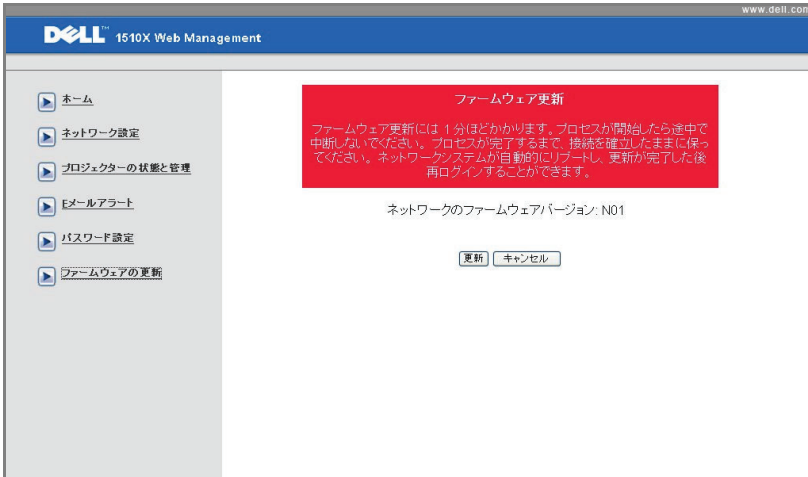 www.dell.com
DELL™ 1510X Web Management
ホーム
ネットワーク設定
プロジェクターの状態と管理
Eメールアラート
パスワード設定
ファームウェアの更新
ファームウェア更新
ファームウェア更新には 1 分ほどかかります。プロセスが開始したら途中で
中断しないでください。プロセスが完了するまで、接続を確立したままに保っ
てください。ネットワークシステムが自動的にリブートし、更新が完了した後
再ログインすることができます。
ネットワークのファームウェアバージョン: N01
更新 キャンセル